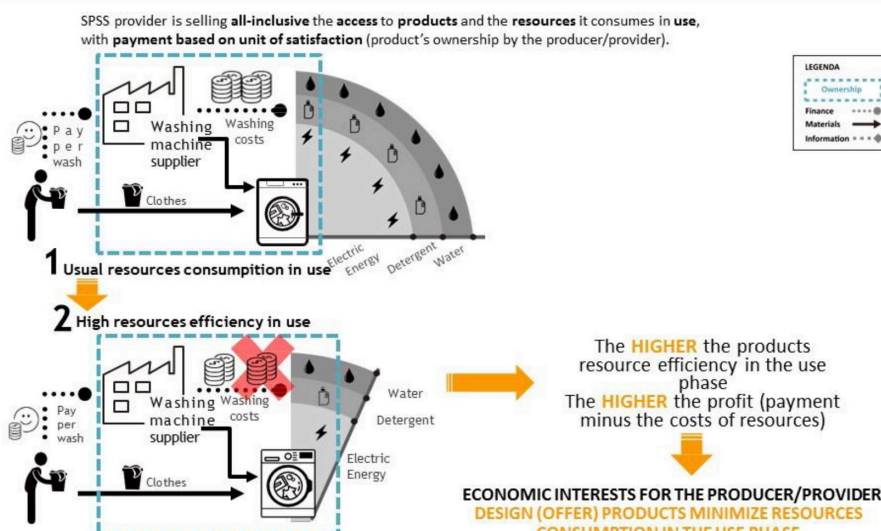 SPSS provider is selling all-inclusive the access to products and the resources it consumes in use,
with payment based on unit of satisfaction (product's ownership by the producer/provider).
LEGENDA
Ownership
Finance
Materials
Information
Pay
per
wash
Washing
machine
supplier
Washing
costs
Clothes
Electric
Energy
Detergent
Water
1 Usual resources consumpition in use
2 High resources efficiency in use
Pay
per
wash
Washing
machine
supplier
Washing
costs
Clothes
Water
Detergent
Electric
Energy
The HIGHER the products
resource efficiency in the use
phase
The HIGHER the profit (payment
minus the costs of resources)
ECONOMIC INTERESTS FOR THE PRODUCER/PROVIDER
DESIGN (OFFER) PRODUCTS MINIMIZE RESOURCES
CONSUMPTION IN THE USE PHASE